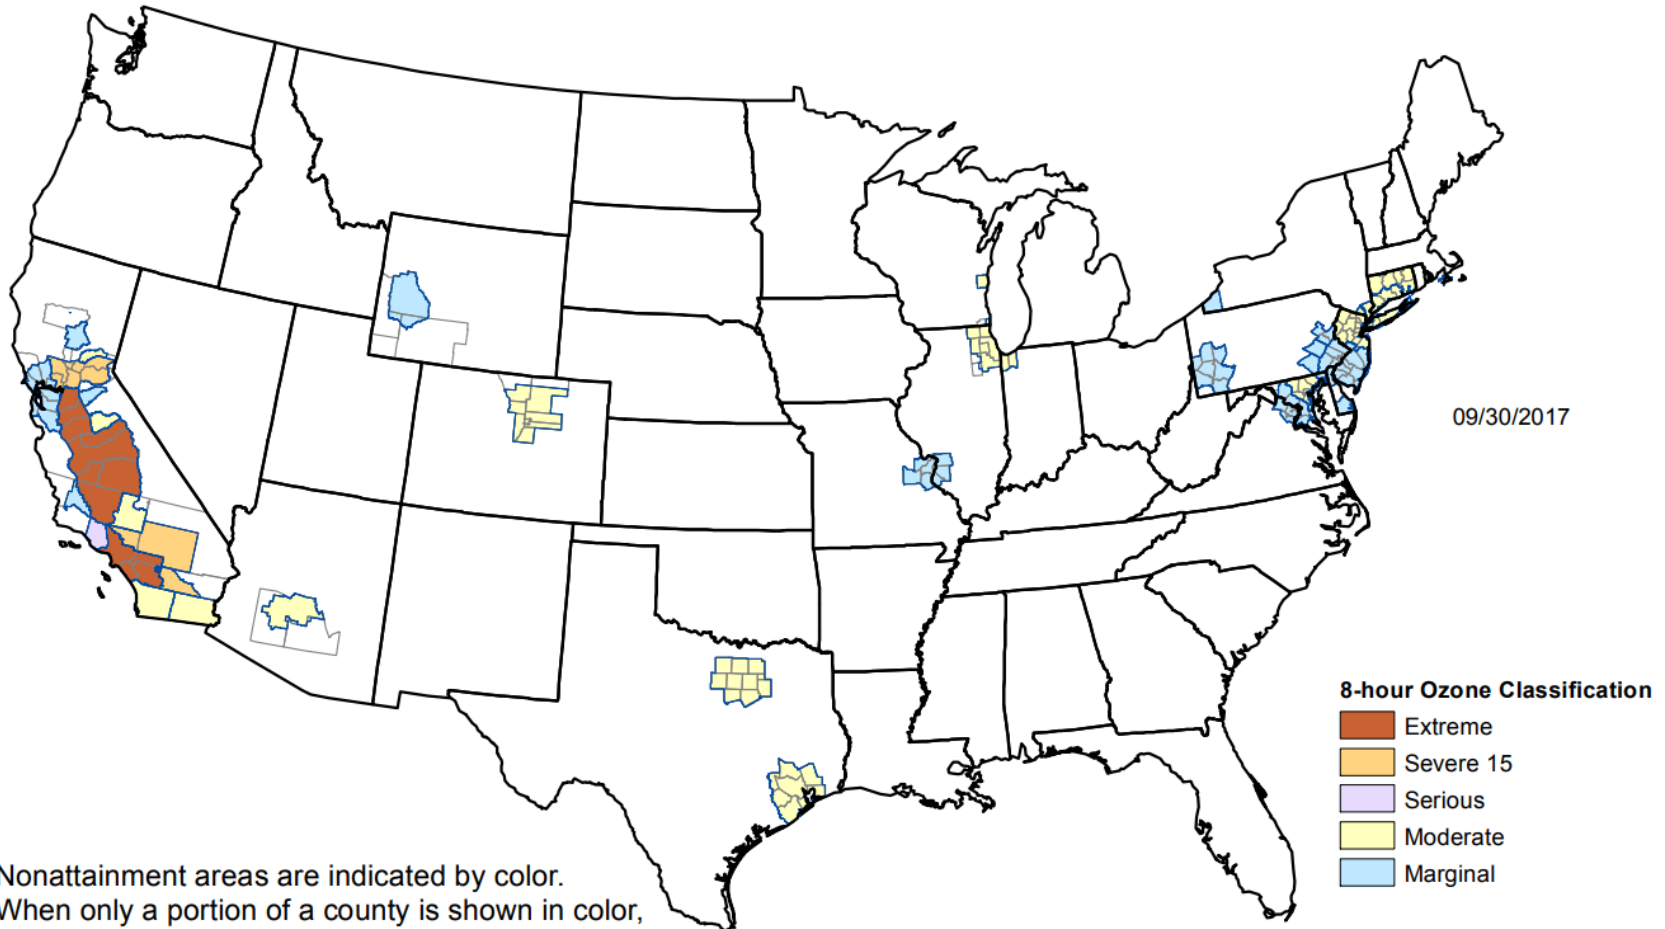 09/30/2017
8-hour Ozone Classification
Extreme
Severe 15
Serious
Moderate
Marginal
Nonattainment areas are indicated by color.
When only a portion of a county is shown in color,